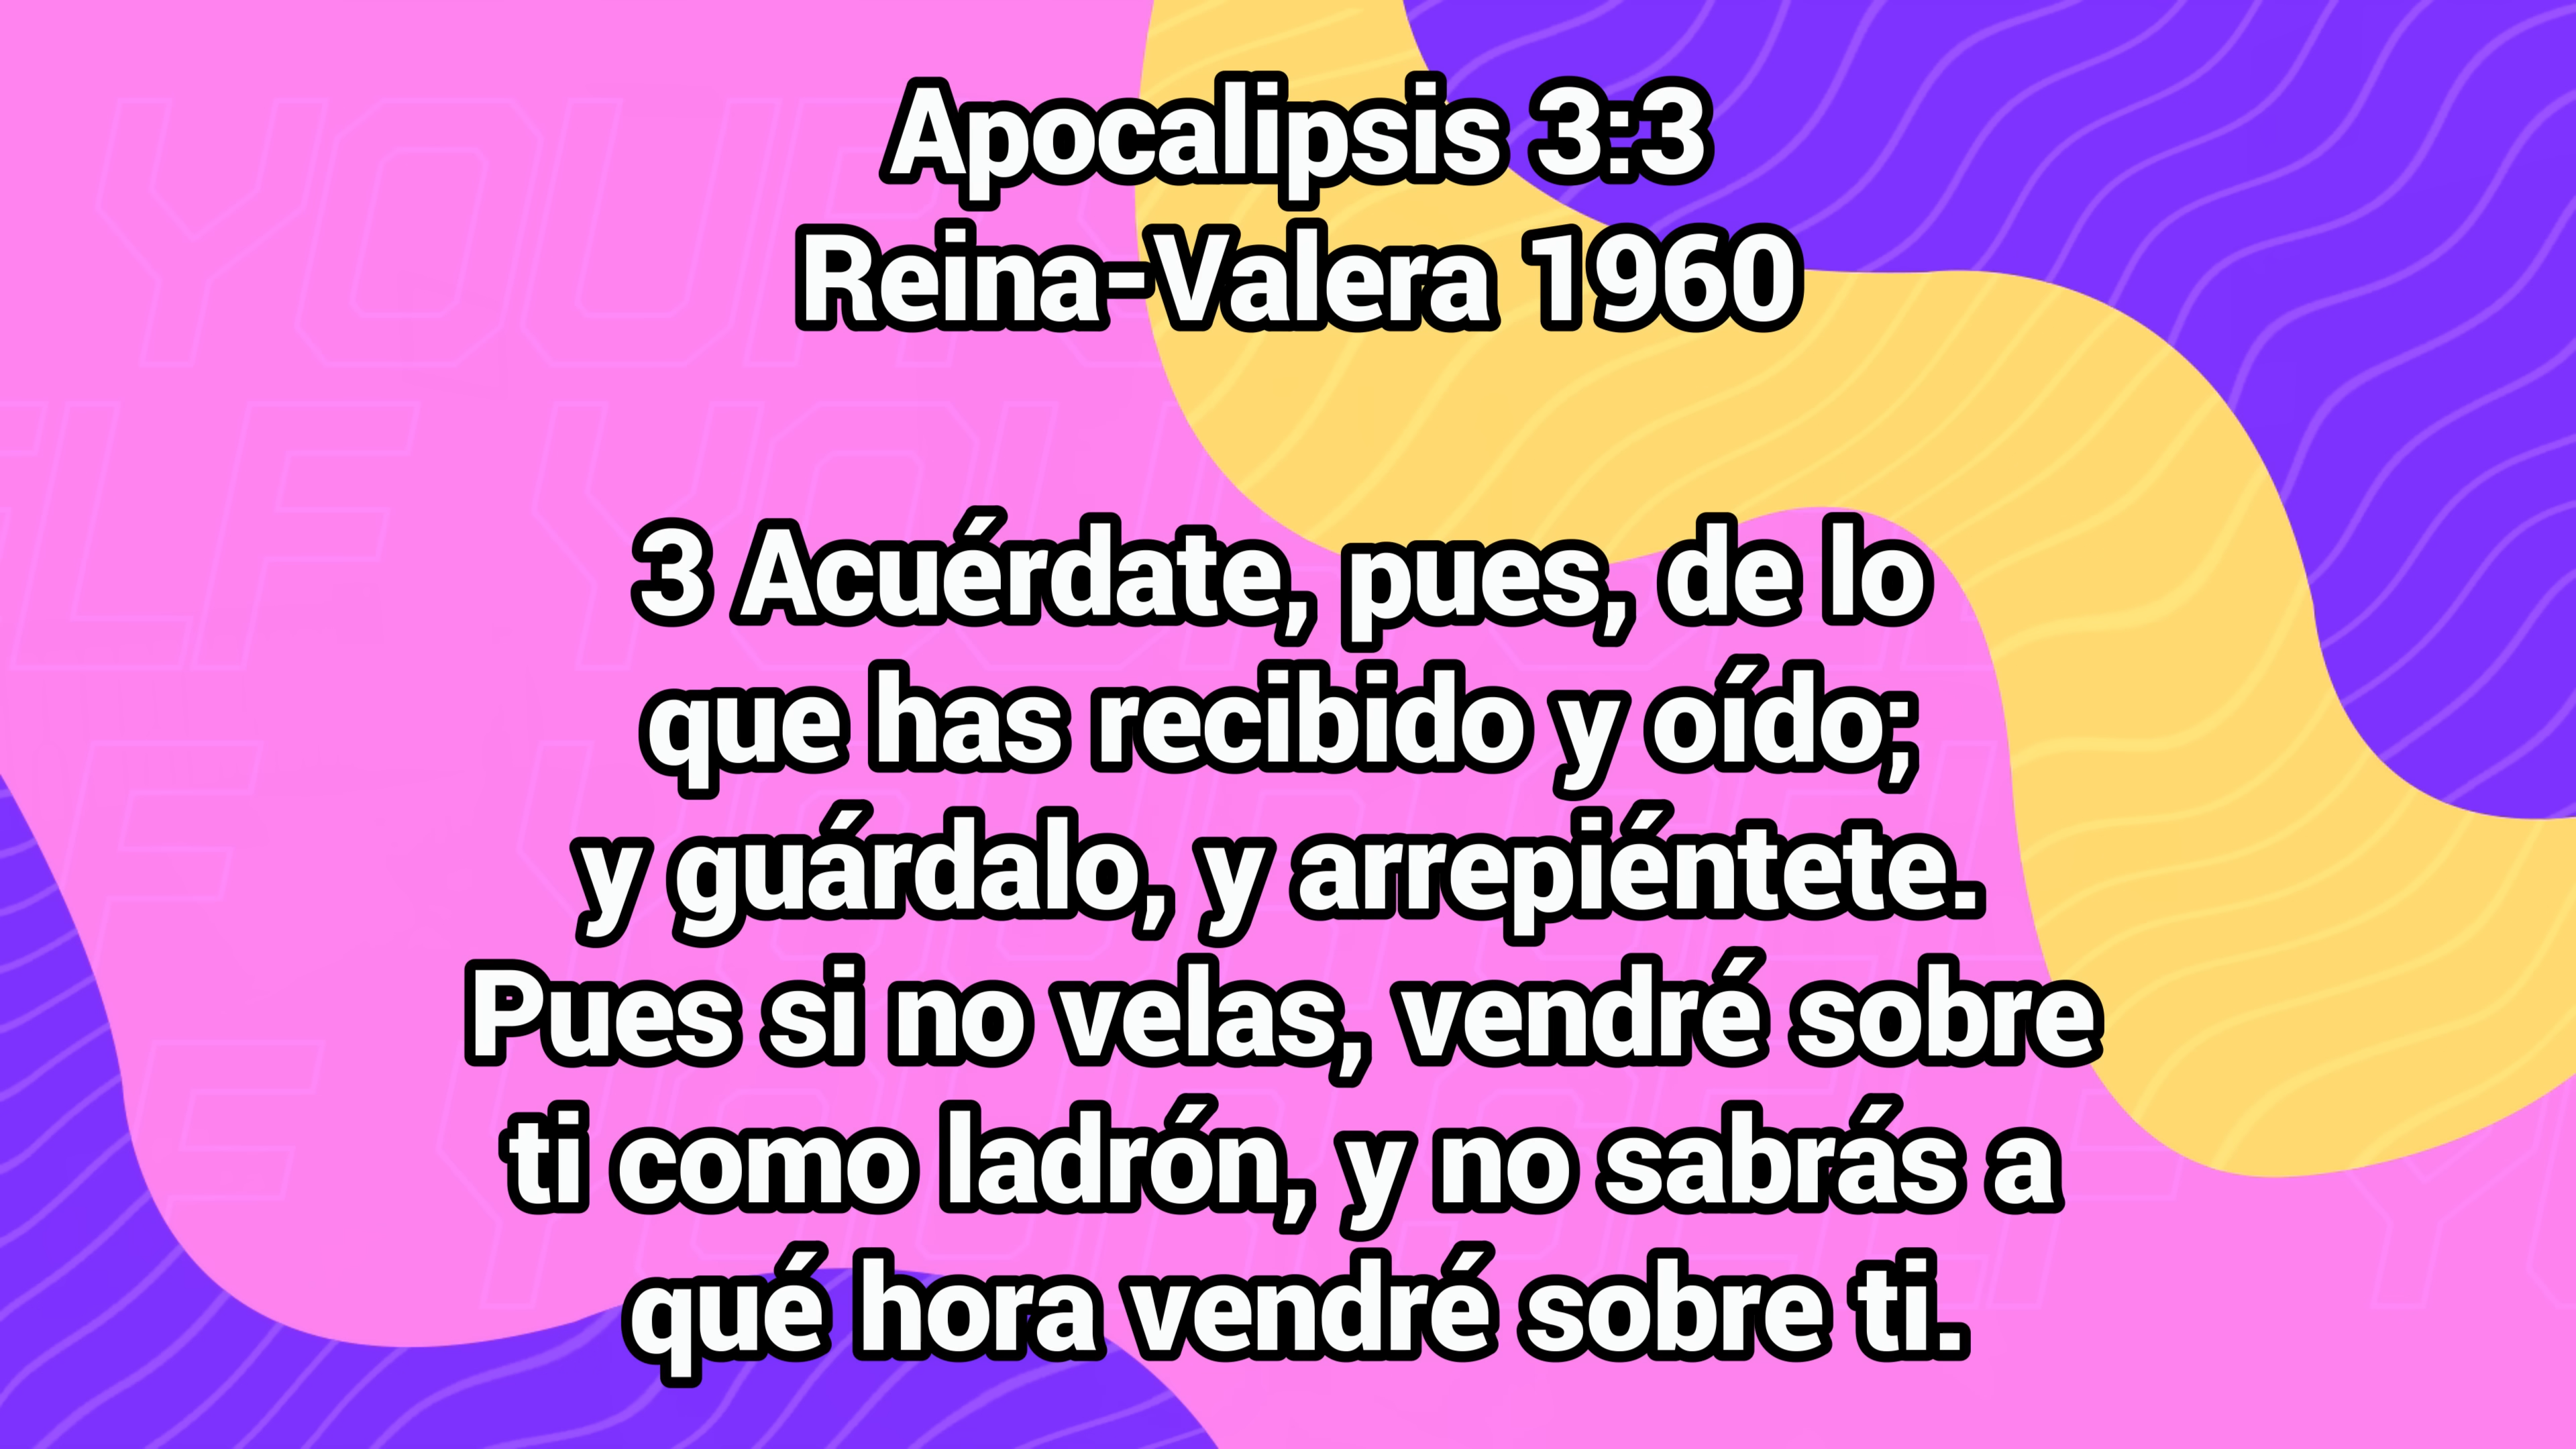 Apocalipsis 3:3
Reina-Valera 1960
3 Acuérdate, pues, de lo
que has recibido y oído;
y guárdalo, y arrepiéntete.
Pues si no velas, vendré sobre
ti como ladrón, y no sabrás a
qué hora vendré sobre ti.